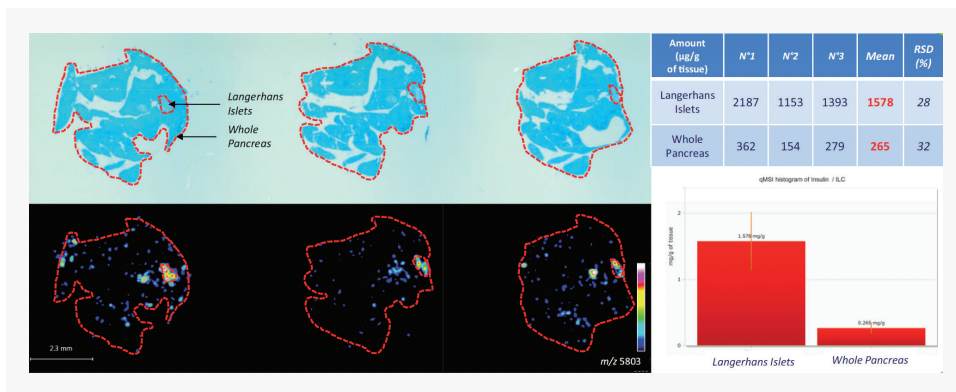 Langerhans
Islets
Whole
Pancreas
2.3 mm
m/z 5803
Amount
(µg/g
of tissue)
N°1
N°2
N°3
Mean
RSD
(%)
Langerhans
Islets
2187
1153
1393
1578
28
Whole
Pancreas
362
154
279
265
32
qMSI histogram of Insulin / ILC
mg/g of tissue
2
1
0
1.578 mg/g
0.265 mg/g
Langerhans Islets
Whole Pancreas